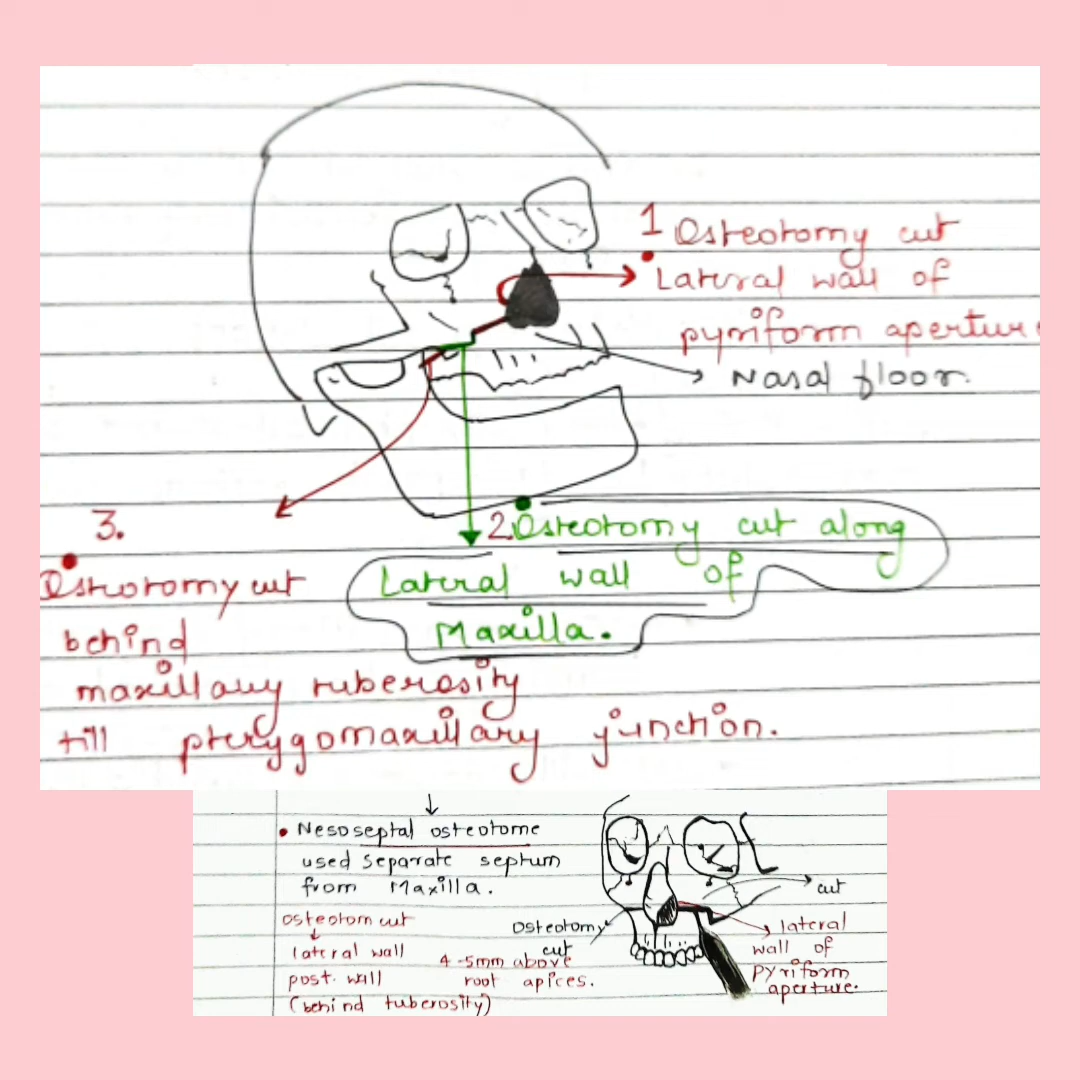 1 Osteotomy cut
Lateral wall of
pyriform aperture
Nasal floor.
3.
Osteotomy cut
behind
maxillary tuberosity
till pterygomaxillary junction.
2. Osteotomy cut along
Lateral wall of
Maxilla.
Nesoseptal osteotome
used separate septum
from Maxilla.
osteotom cut
lateral wall
post. wall
(behind tuberosity)
Osteotomy
cut
4-5mm above
root apices.
cut
lateral
wall of
pyriform
aperture.